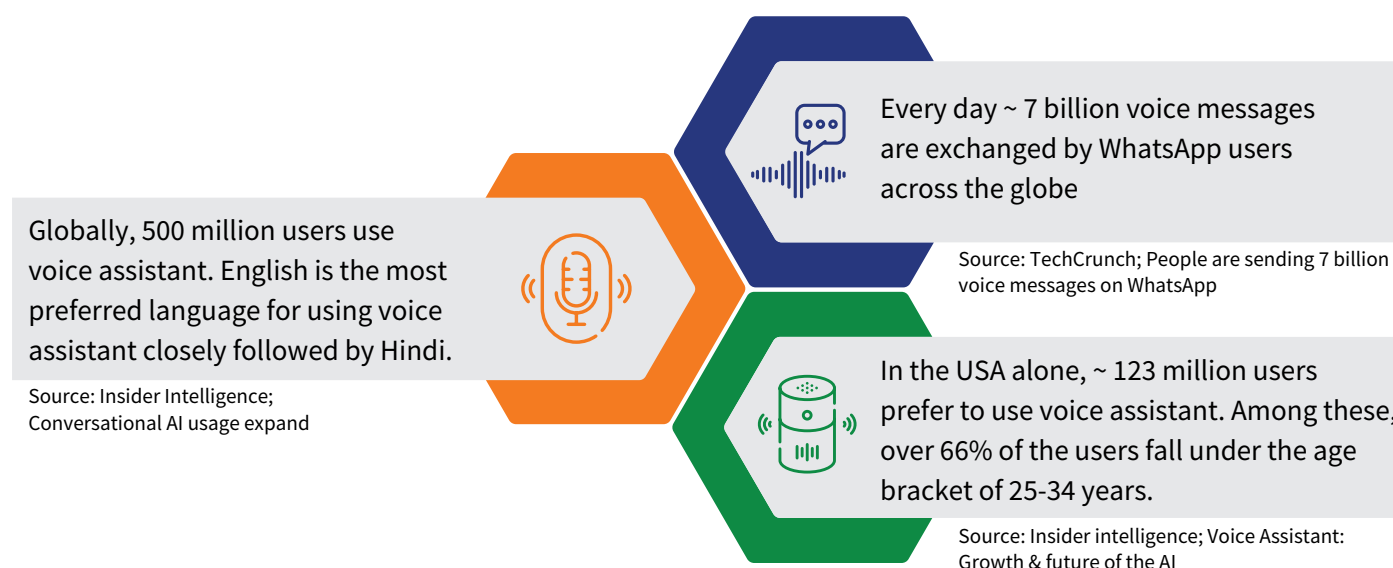 Globally, 500 million users use
voice assistant. English is the most
preferred language for using voice
assistant closely followed by Hindi.
Source: Insider Intelligence;
Conversational AI usage expand
Every day ~ 7 billion voice messages
are exchanged by WhatsApp users
across the globe
Source: TechCrunch; People are sending 7 billion
voice messages on WhatsApp
In the USA alone, ~ 123 million users
prefer to use voice assistant. Among these,
over 66% of the users fall under the age
bracket of 25-34 years.
Source: Insider intelligence; Voice Assistant:
Growth & future of the AI